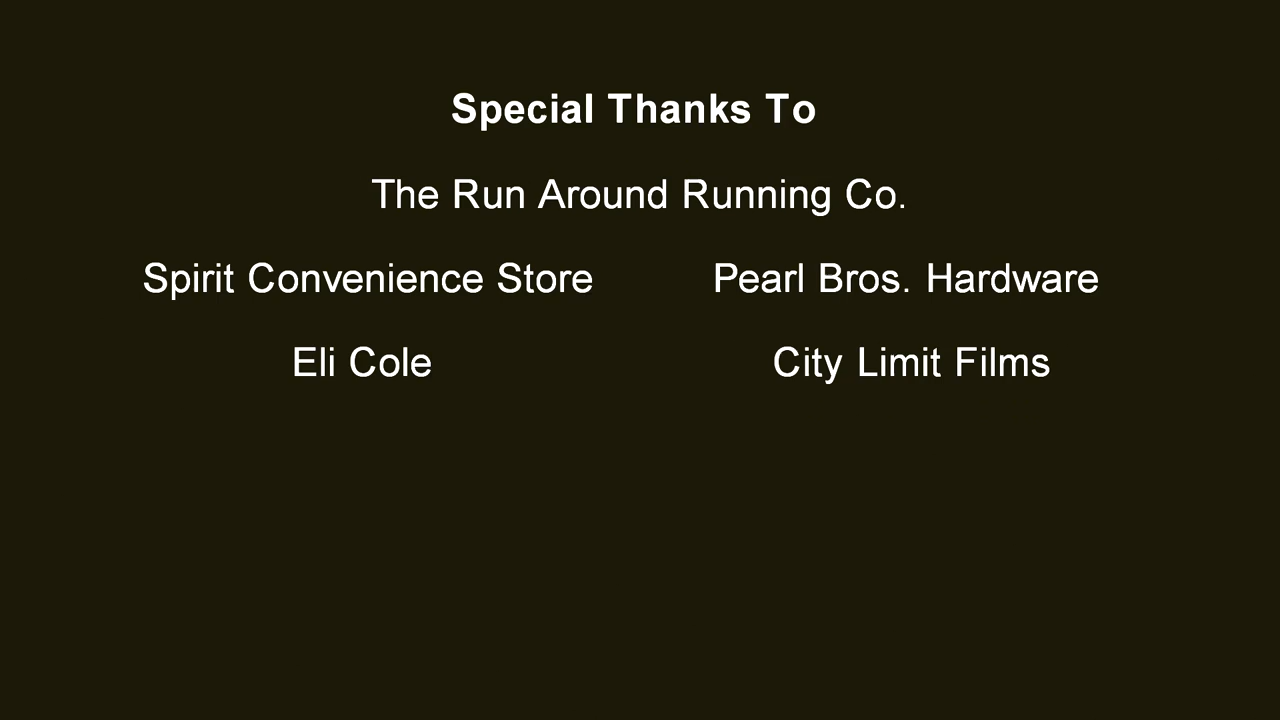 Special Thanks To
The Run Around Running Co.
Spirit Convenience Store
Pearl Bros. Hardware
Eli Cole
City Limit Films